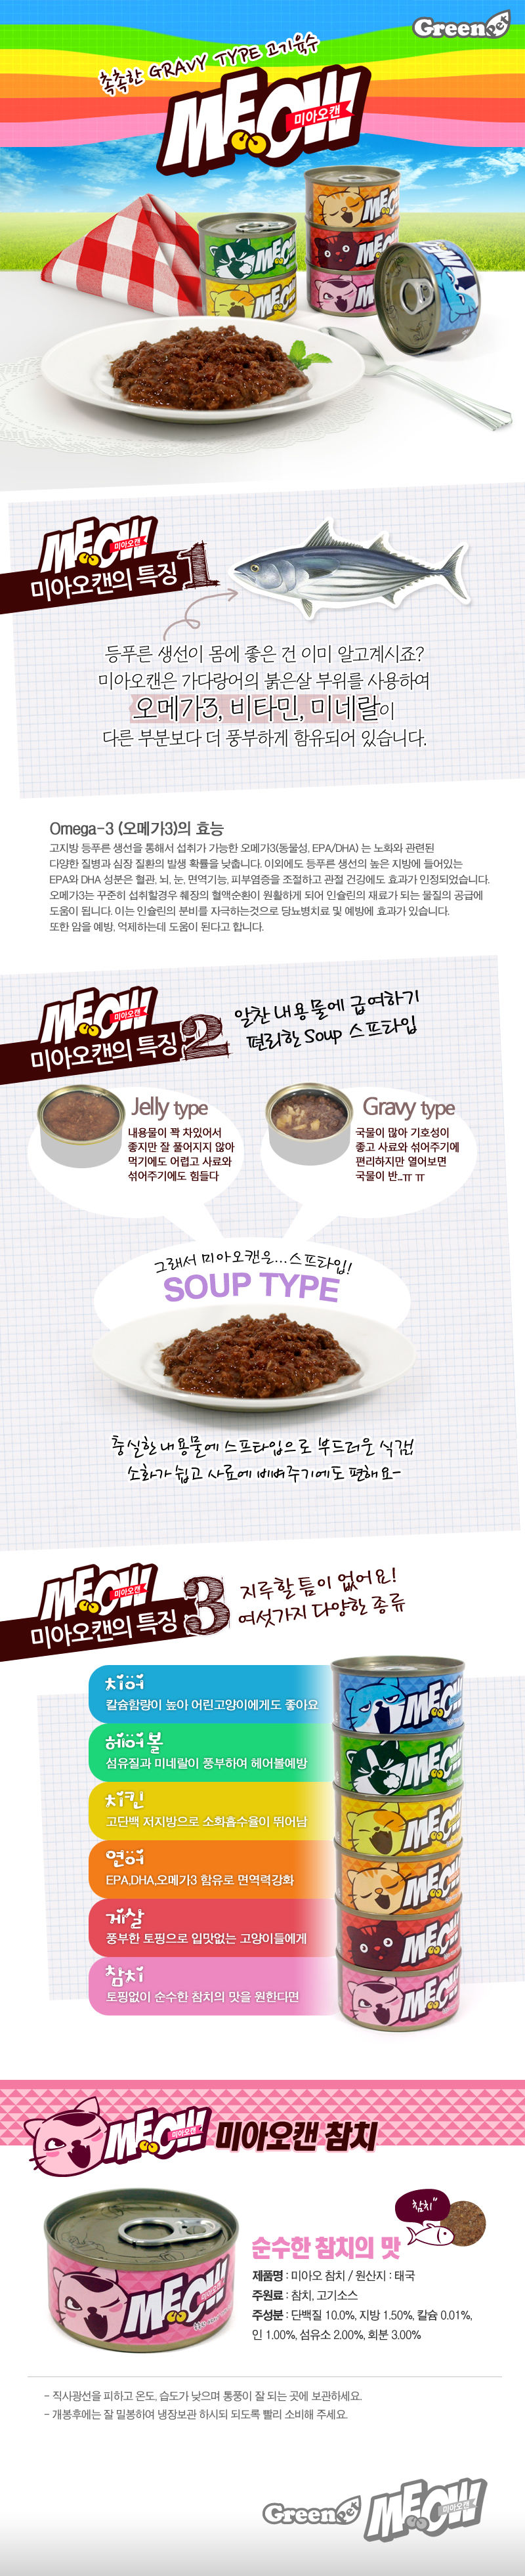 Greenpet
촉촉한 GRAVY TYPE 고기육수
MEOW
미아오캔
MEOW
미아오캔
미아오캔의 특징 1
등푸른 생선이 몸에 좋은 건 이미 알고계시죠?
미아오캔은 가다랑어의 붉은살 부위를 사용하여
오메가3, 비타민, 미네랄이
다른 부분보다 더 풍부하게 함유되어 있습니다.
Omega-3 (오메가3)의 효능
고지방 등푸른 생선을 통해서 섭취가 가능한 오메가3(동물성, EPA/DHA) 는 노화와 관련된
다양한 질병과 심장 질환의 발생 확률을 낮춥니다. 이외에도 등푸른 생선의 높은 지방에 들어있는
EPA와 DHA 성분은 혈관, 뇌, 눈, 면역기능, 피부염증을 조절하고 관절 건강에도 효과가 인정되었습니다.
오메가3는 꾸준히 섭취할경우 췌장의 혈액순환이 원활하게 되어 인슐린의 재료가 되는 물질의 공급에
도움이 됩니다. 이는 인슐린의 분비를 자극하는것으로 당뇨병치료 및 예방에 효과가 있습니다.
또한 암을 예방, 억제하는데 도움이 된다고 합니다.
MEOW
미아오캔
미아오캔의 특징 2
알찬 내용물에 급여하기
편리한 Soup 스프타입
Jelly type
내용물이 꽉 차있어서
좋지만 잘 풀어지지 않아
먹기에도 어렵고 사료와
섞어주기에도 힘들다
Gravy type
국물이 많아 기호성이
좋고 사료와 섞어주기에
편리하지만 열어보면
국물이 반...ㅠ ㅠ
그래서 미아오캔은... 스프타입!
SOUP TYPE
충실한 내용물에 스프타입으로 부드러운 식감!
소화가 쉽고 사료에 비벼주기에도 편해요~
MEOW
미아오캔
미아오캔의 특징 3
지루할 틈이 없어요!
여섯가지 다양한 종류
치어
칼슘함량이 높아 어린고양이에게도 좋아요
헤어볼
섬유질과 미네랄이 풍부하여 헤어볼예방
치킨
고단백 저지방으로 소화흡수율이 뛰어남
연어
EPA,DHA,오메가3 함유로 면역력강화
게살
풍부한 토핑으로 입맛없는 고양이들에게
참치
토핑없이 순수한 참치의 맛을 원한다면
MEOW
MEOW
MEOW
MEOW
MEOW
MEOW
MEOW
미아오캔
미아오캔 참치
MEOW
참치"
순수한 참치의 맛
제품명 : 미아오 참치 / 원산지 : 태국
주원료 : 참치, 고기소스
주성분 : 단백질 10.0%, 지방 1.50%, 칼슘 0.01%,
인 1.00%, 섬유소 2.00%, 회분 3.00%
- 직사광선을 피하고 온도, 습도가 낮으며 통풍이 잘 되는 곳에 보관하세요.
- 개봉후에는 잘 밀봉하여 냉장보관 하시되 되도록 빨리 소비해 주세요.
Greenpet
MEOW
미아오캔